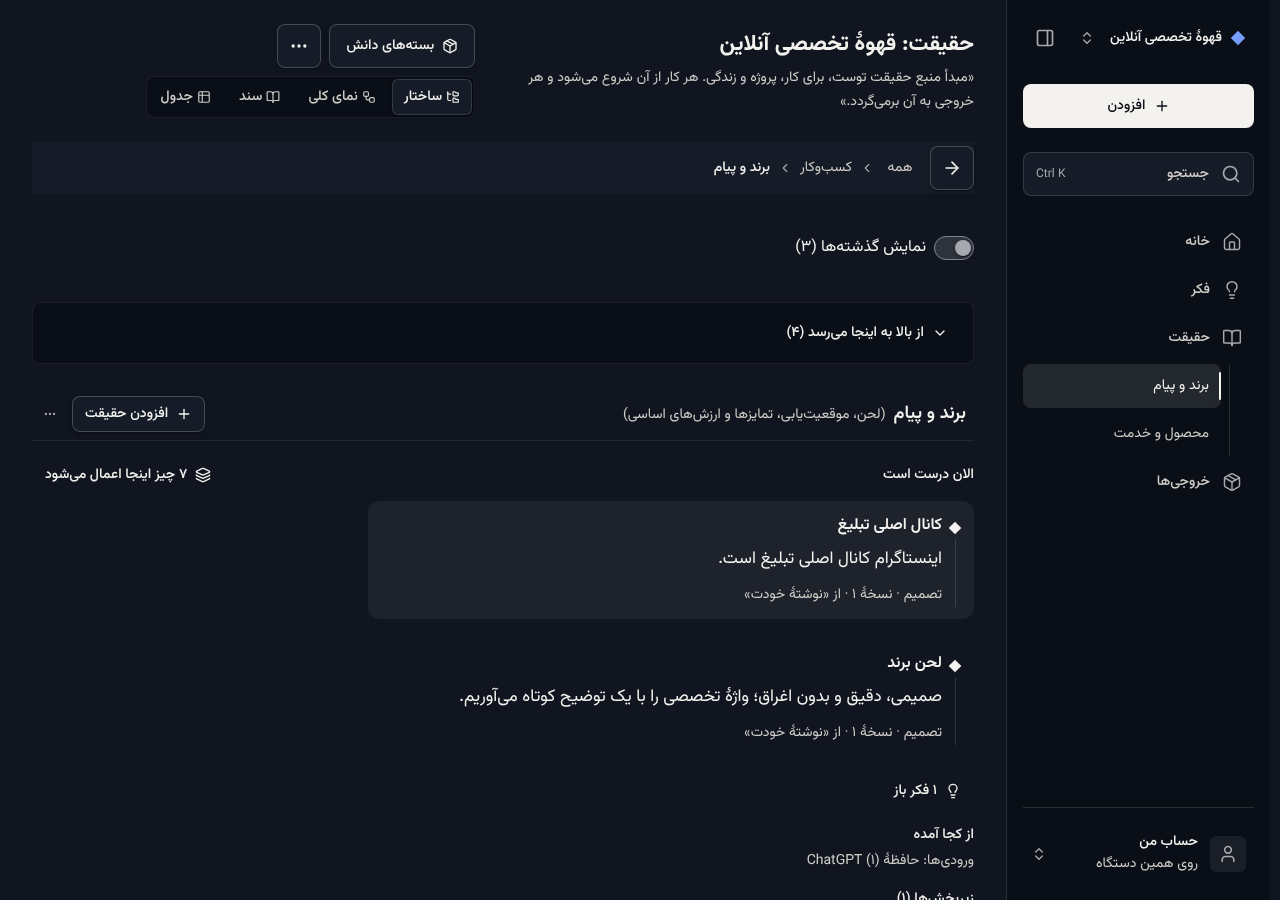 قهوهٔ تخصصی آنلاین
افزودن
جستجو
Ctrl K
خانه
فکر
حقیقت
برند و پیام
محصول و خدمت
خروجی‌ها
حساب من
روی همین دستگاه
حقیقت: قهوهٔ تخصصی آنلاین
«مبدأ منبع حقیقت توست، برای کار، پروژه و زندگی. هر کار از آن شروع می‌شود و هر
خروجی به آن برمی‌گردد.»
بسته‌های دانش
ساختار
نمای کلی
سند
جدول
همه
کسب‌وکار
برند و پیام
نمایش گذشته‌ها (۳)
از بالا به اینجا می‌رسد (۴)
برند و پیام (لحن، موقعیت‌یابی، تمایزها و ارزش‌های اساسی)
افزودن حقیقت
الان درست است
۷ چیز اینجا اعمال می‌شود
کانال اصلی تبلیغ
اینستاگرام کانال اصلی تبلیغ است.
تصمیم · نسخهٔ ۱ · از «نوشتهٔ خودت»
لحن برند
صمیمی، دقیق و بدون اغراق؛ واژهٔ تخصصی را با یک توضیح کوتاه می‌آوریم.
تصمیم · نسخهٔ ۱ · از «نوشتهٔ خودت»
۱ فکر باز
از کجا آمده
ورودی‌ها: حافظهٔ ChatGPT (۱)
زیربخش‌ها (۱)